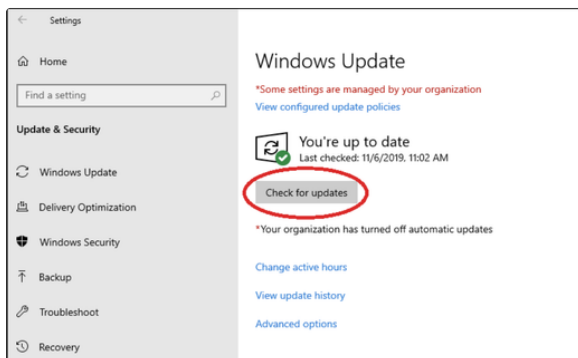 Settings
Home
Find a setting
Update & Security
Windows Update
Delivery Optimization
Windows Security
Backup
Troubleshoot
Recovery
Windows Update
*Some settings are managed by your organization
View configured update policies
You're up to date
Last checked: 11/6/2019, 11:02 AM
Check for updates
*Your organization has turned off automatic updates
Change active hours
View update history
Advanced options